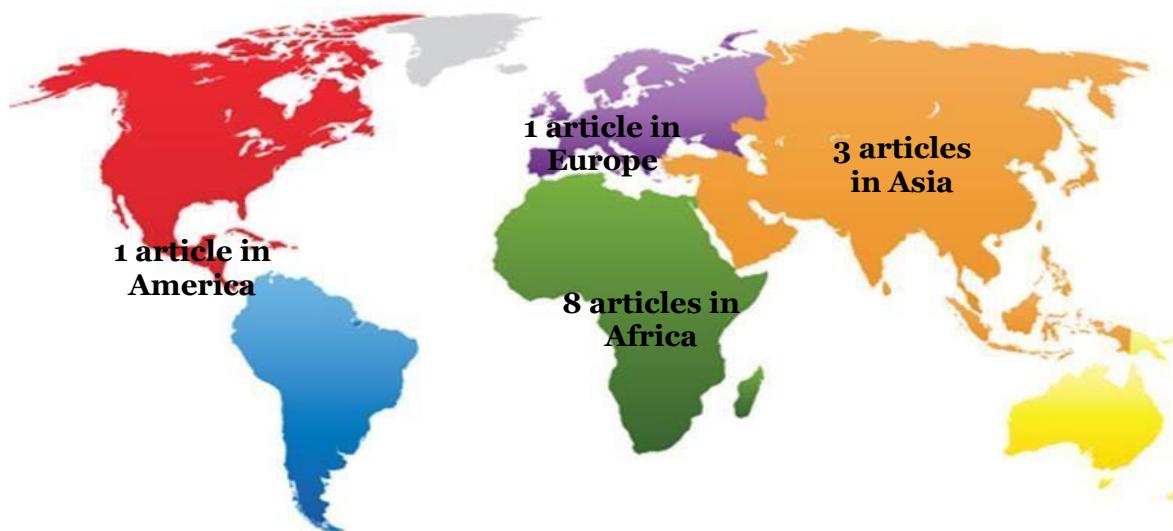 1 article in
Europe
3 articles
in Asia
1 article in
America
8 articles in
Africa